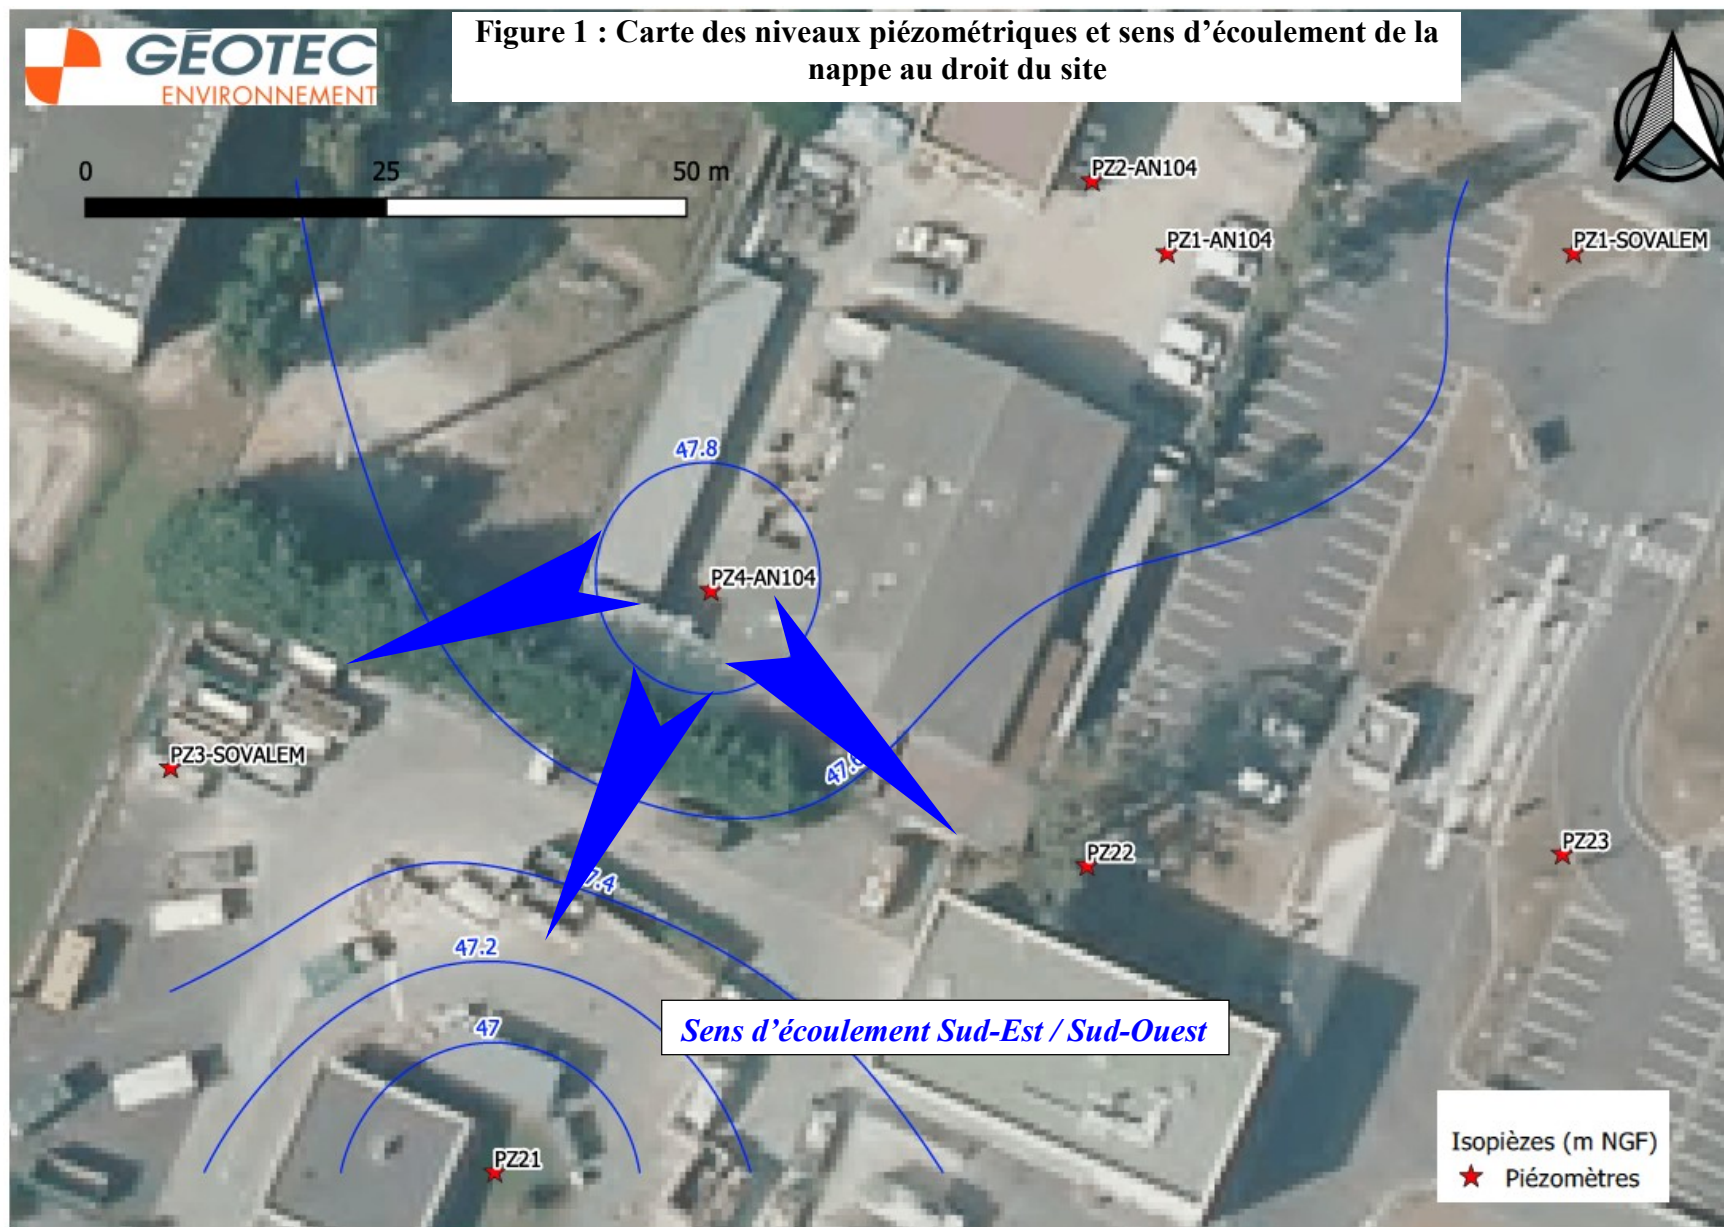 GÉOTEC
ENVIRONNEMENT
Figure 1 : Carte des niveaux piézométriques et sens d’écoulement de la
nappe au droit du site
0 25 50 m
PZ2-AN104
PZ1-AN104
PZ1-SOVALEM
47.8
PZ4-AN104
PZ3-SOVALEM
PZ22
PZ23
47.2
47
Sens d’écoulement Sud-Est / Sud-Ouest
PZ21
Isopièzes (m NGF)
Piézomètres